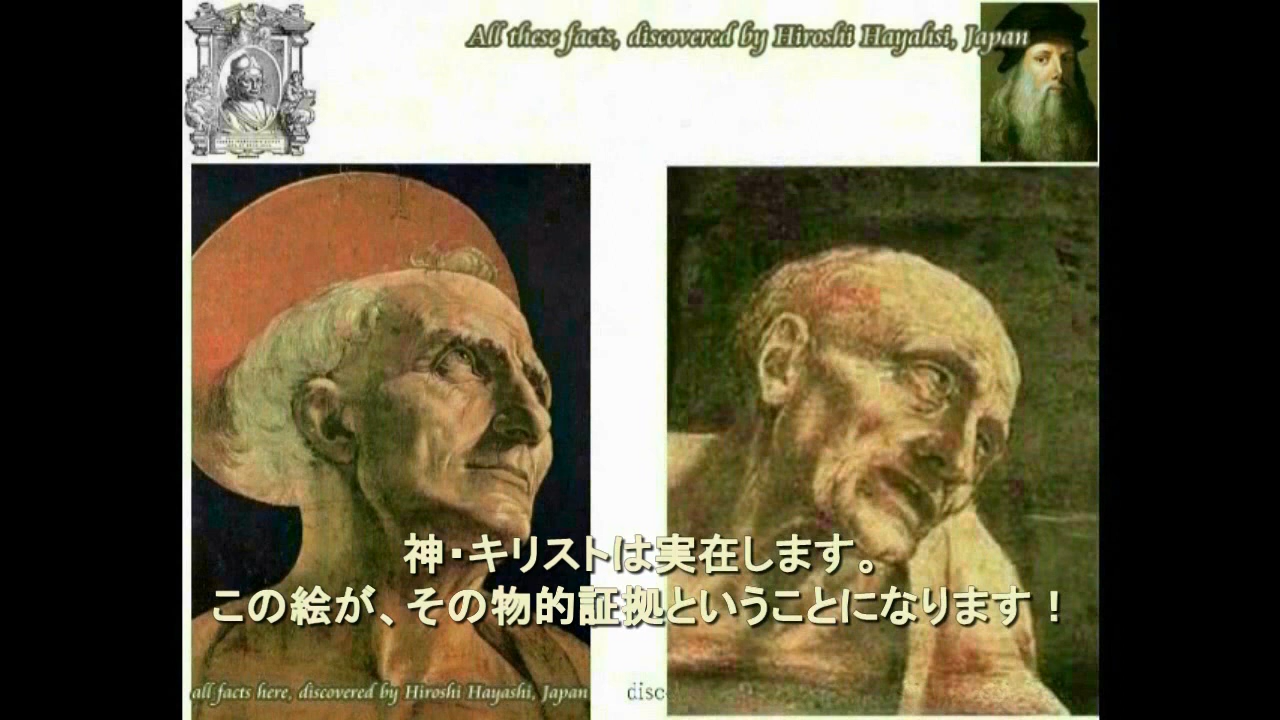 All these facts, discovered by Hiroshii Hayahsi, Japan
神・キリストは実在します。
この絵が、その物的証拠ということになります！
all facts here, discovered by Hiroshi Hayashi, Japan
disc